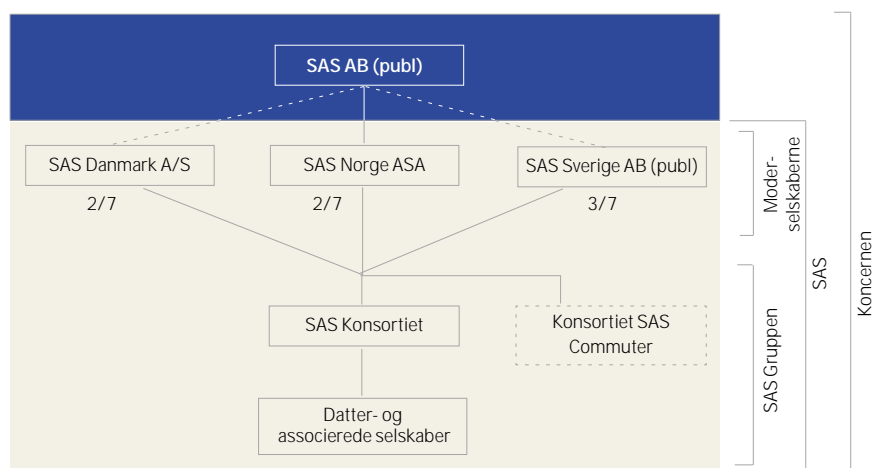 SAS AB (publ)
SAS Danmark A/S
SAS Norge ASA
SAS Sverige AB (publ)
2/7
2/7
3/7
Moder-
selskaberne
SAS
Koncernen
SAS Konsortiet
Konsortiet SAS
Commuter
SAS Gruppen
Datter- og
associerede selskaber